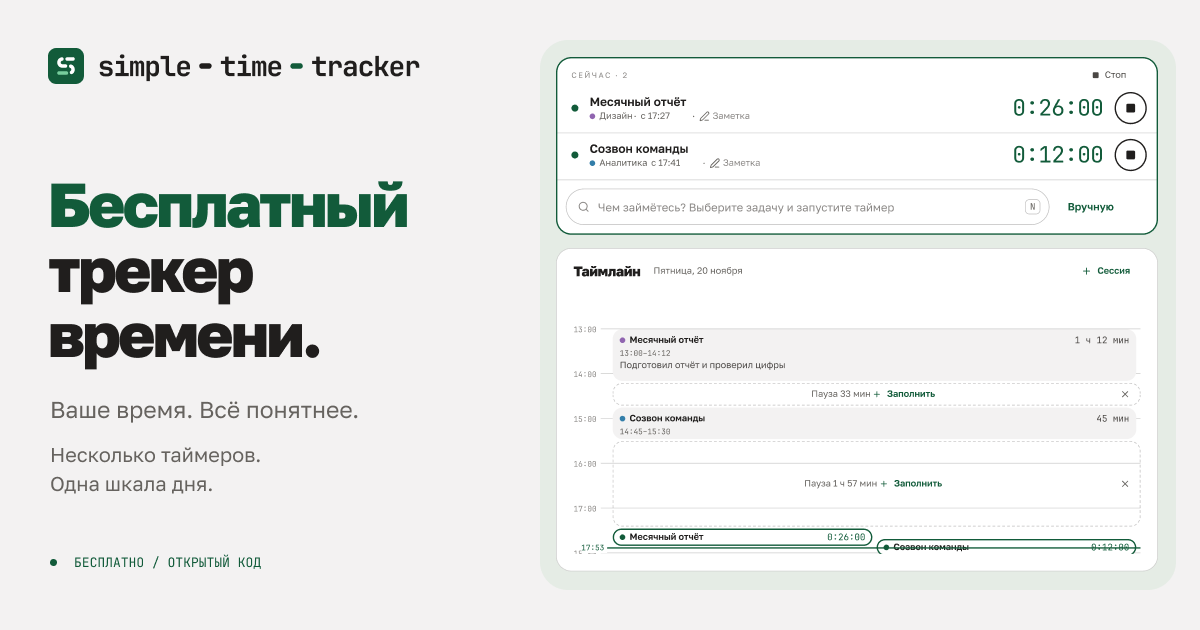 simple-time-tracker
Бесплатный
трекер
времени.
Ваше время. Всё понятнее.
Несколько таймеров.
Одна шкала дня.
БЕСПЛАТНО / ОТКРЫТЫЙ КОД
СЕЙЧАС · 2
Стоп
Месячный отчёт
Дизайн · с 17:27 · Заметка
0:26:00
Созвон команды
Аналитика с 17:41 · Заметка
0:12:00
Чем займётесь? Выберите задачу и запустите таймер
N
Вручную
Таймлайн Пятница, 20 ноября
+ Сессия
13:00
Месячный отчёт 1 ч 12 мин
13:00–14:12
Подготовил отчёт и проверил цифры
14:00
Пауза 33 мин + Заполнить ×
15:00
Созвон команды 45 мин
14:45–15:30
16:00
Пауза 1 ч 57 мин + Заполнить ×
17:00
Месячный отчёт 0:26:00
17:53
Созвон команды 0:12:00